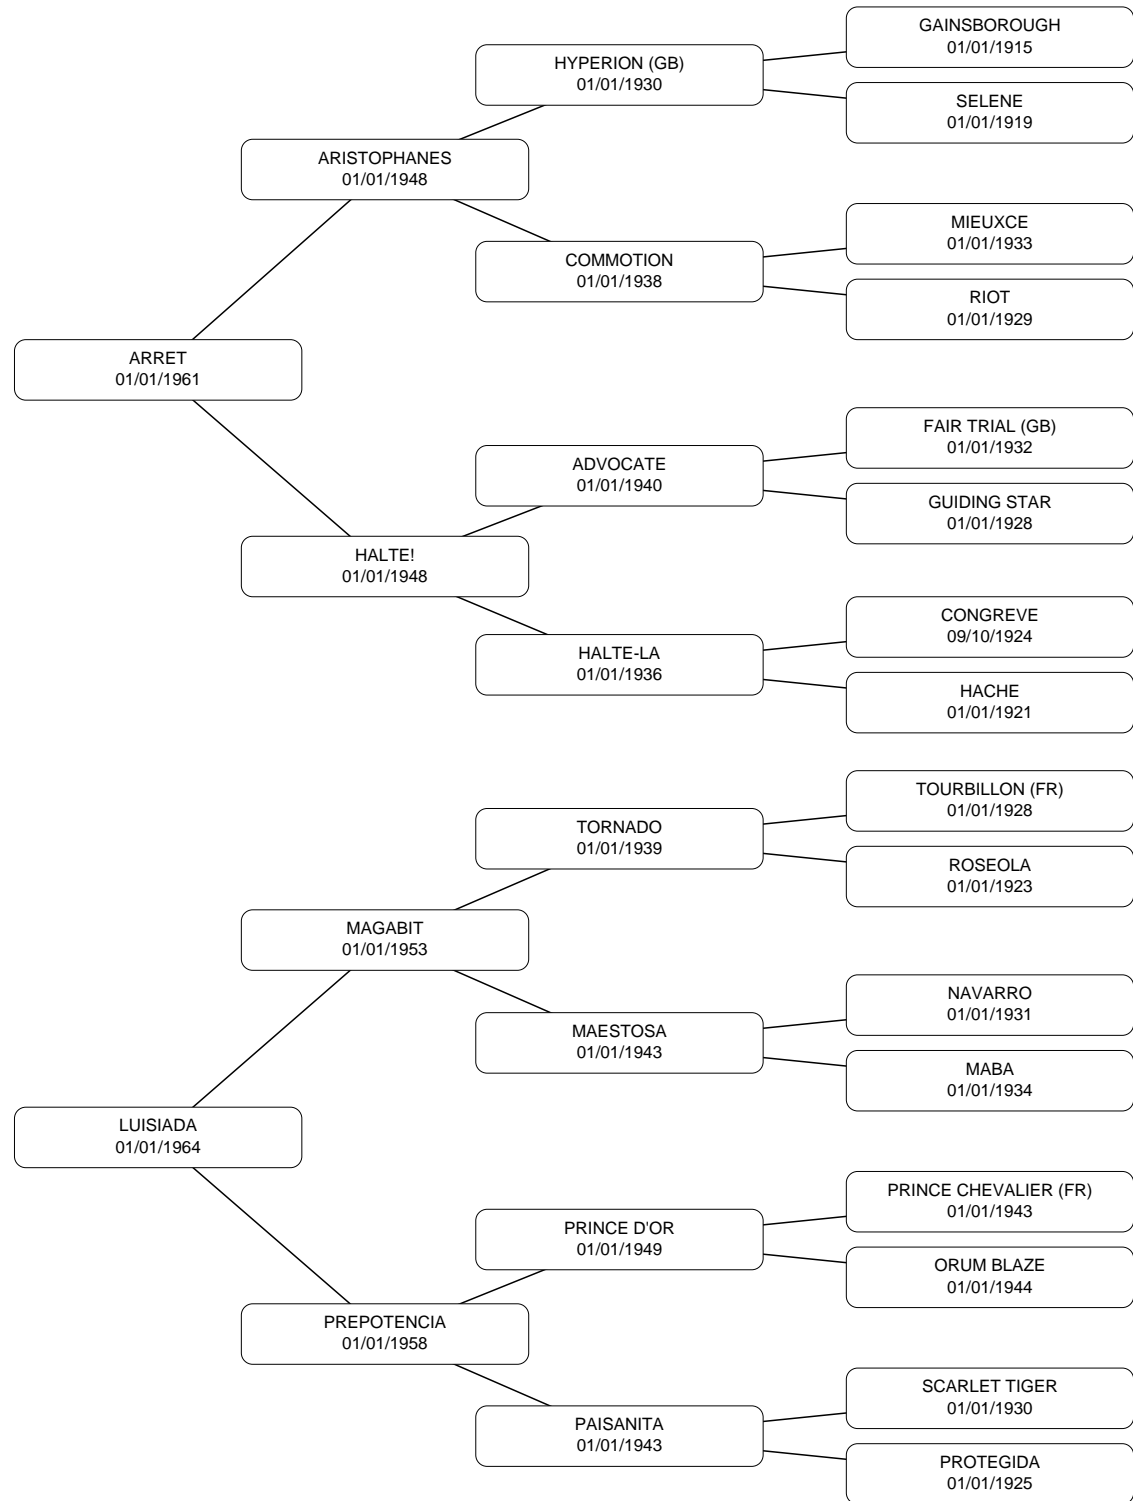 GAINSBOROUGH
01/01/1915
HYPERION (GB)
01/01/1930
SELENE
01/01/1919
ARISTOPHANES
01/01/1948
MIEUXCE
01/01/1933
COMMOTION
01/01/1938
RIOT
01/01/1929
ARRET
01/01/1961
FAIR TRIAL (GB)
01/01/1932
ADVOCATE
01/01/1940
GUIDING STAR
01/01/1928
HALTE!
01/01/1948
CONGREVE
09/10/1924
HALTE-LA
01/01/1936
HACHE
01/01/1921
TOURBILLON (FR)
01/01/1928
TORNADO
01/01/1939
ROSEOLA
01/01/1923
MAGABIT
01/01/1953
NAVARRO
01/01/1931
MAESTOSA
01/01/1943
MABA
01/01/1934
LUISIADA
01/01/1964
PRINCE CHEVALIER (FR)
01/01/1943
PRINCE D'OR
01/01/1949
ORUM BLAZE
01/01/1944
PREPOTENCIA
01/01/1958
SCARLET TIGER
01/01/1930
PAISANITA
01/01/1943
PROTEGIDA
01/01/1925